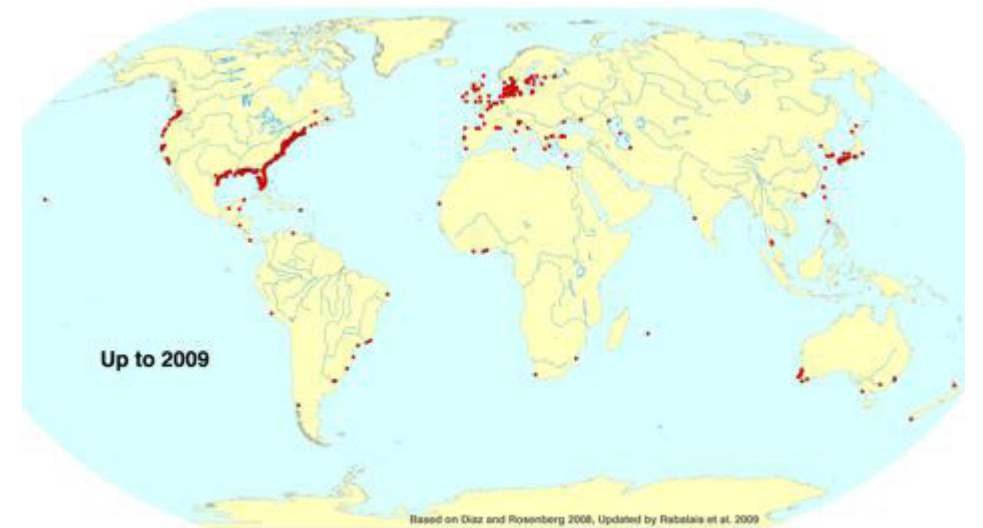 Up to 2009
Based on Diaz and Rosenberg 2008, Updated by Rabalais et al. 2009